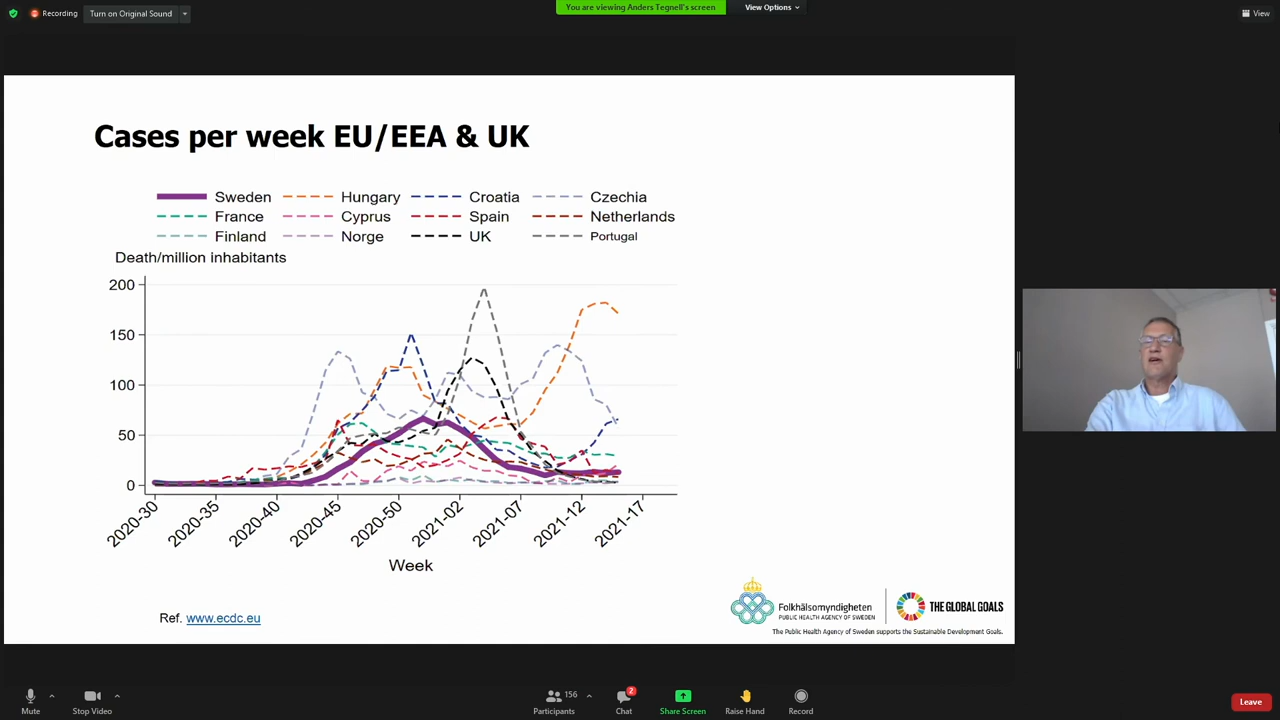 Recording
Turn on Original Sound
You are viewing Anders Tegnell's screen
View Options
View
Cases per week EU/EEA & UK
Sweden
Hungary
Croatia
Czechia
France
Cyprus
Spain
Netherlands
Finland
Norge
UK
Portugal
Death/million inhabitants
200
150
100
50
0
2020-30
2020-35
2020-40
2020-45
2020-50
2021-02
2021-07
2021-12
2021-17
Week
Ref. www.ecdc.eu
Folkhälsomyndigheten
PUBLIC HEALTH AGENCY OF SWEDEN
THE GLOBAL GOALS
The Public Health Agency of Sweden supports the Sustainable Development Goals.
Mute
Stop Video
156
Participants
2
Chat
Share Screen
Raise Hand
Record
Leave